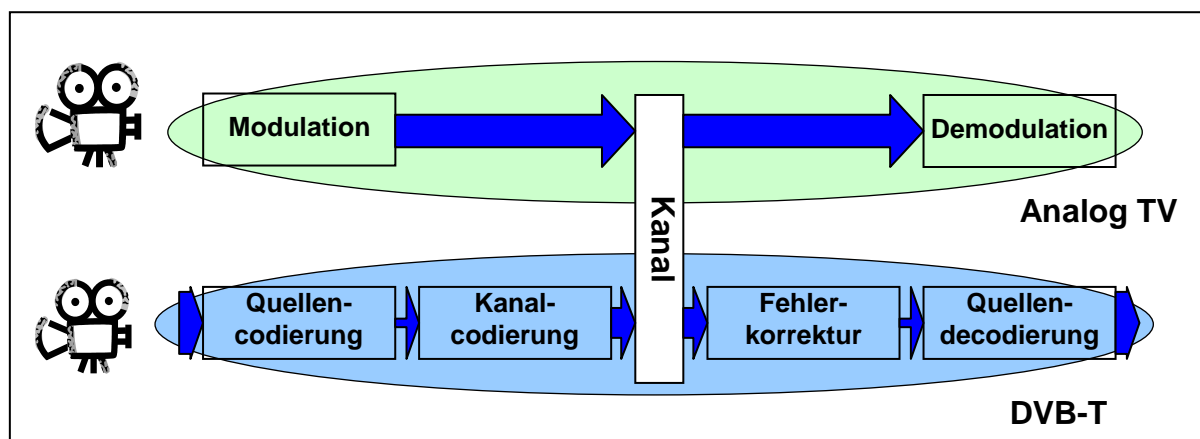 Modulation
Demodulation
Analog TV
Kanal
Quellen-
codierung
Kanal-
codierung
Fehler-
korrektur
Quellen-
decodierung
DVB-T